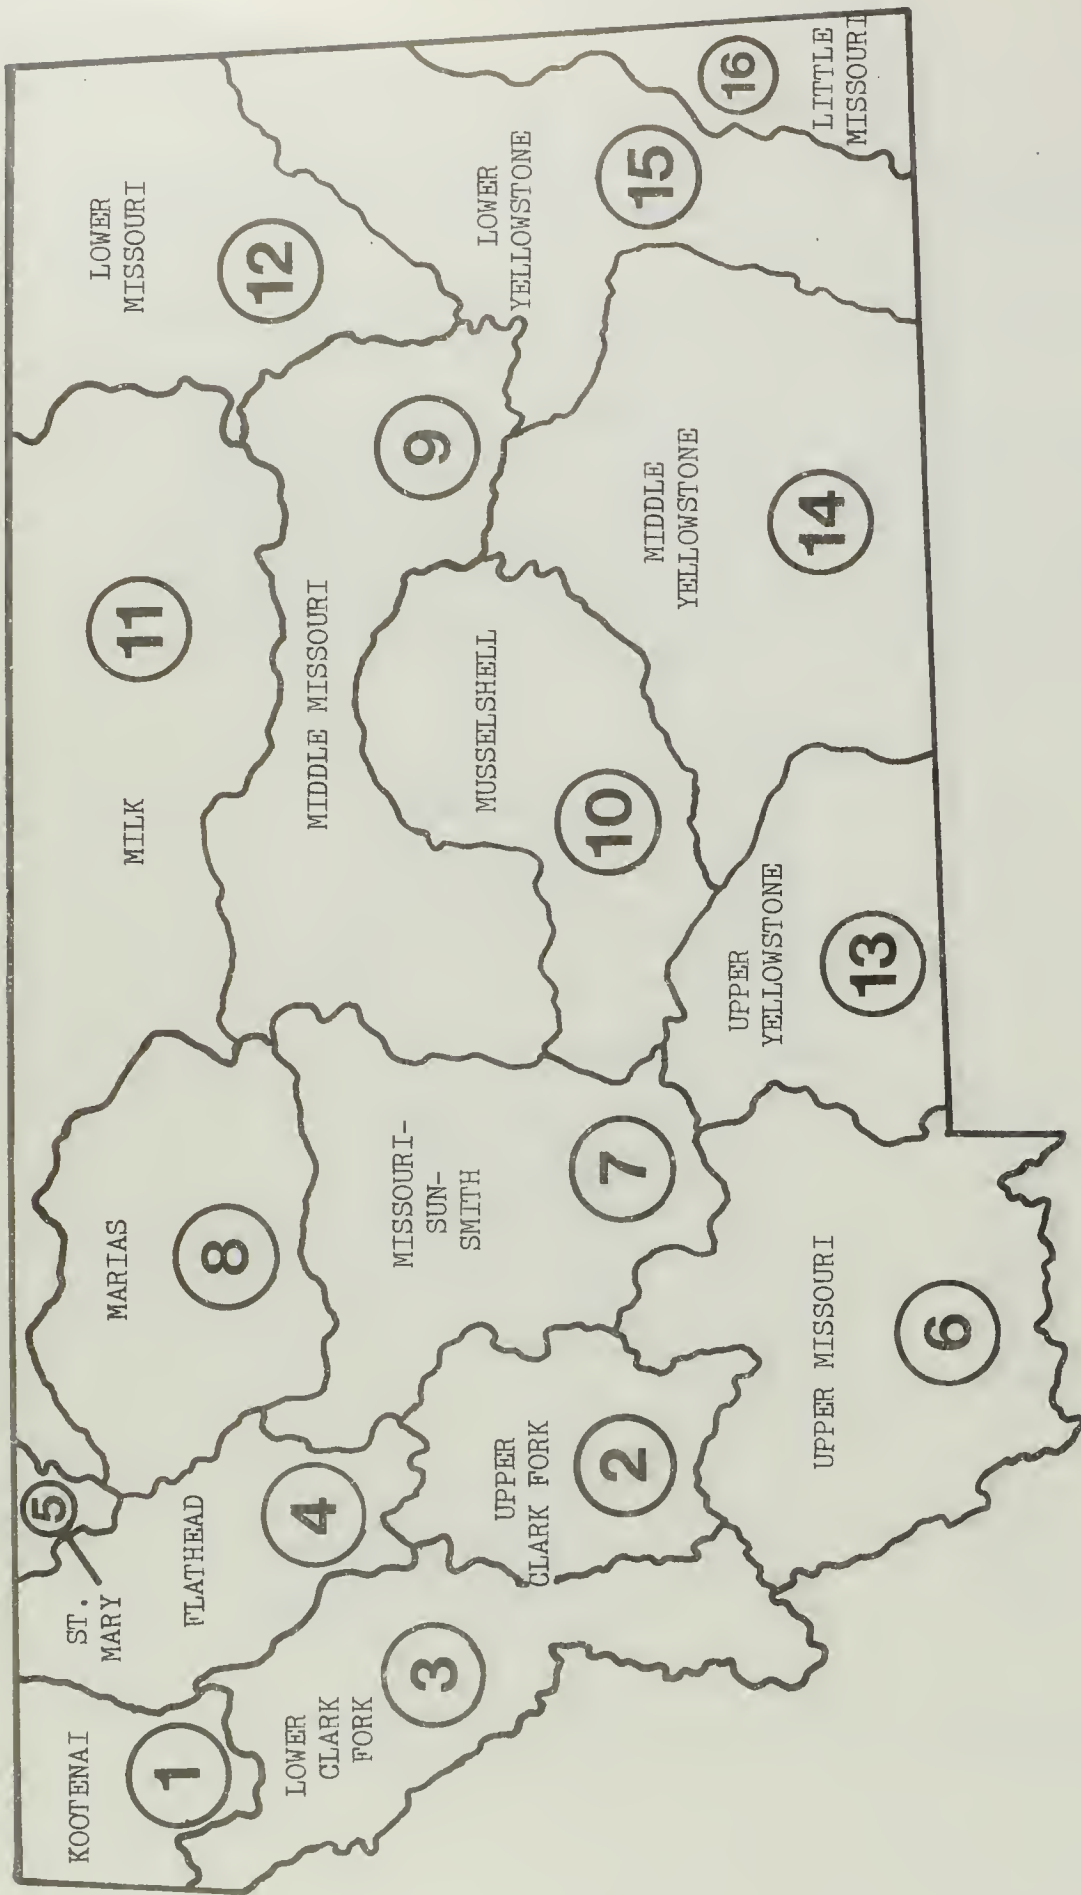 KOOTENAI
1
ST.
MARY
5
FLATHEAD
4
LOWER
CLARK
FORK
3
UPPER
CLARK FORK
2
MARIAS
8
MISSOURI-
SUN-
SMITH
7
UPPER MISSOURI
6
MILK
11
MIDDLE MISSOURI
9
MUSSELSHELL
10
UPPER
YELLOWSTONE
13
LOWER
MISSOURI
12
LOWER
YELLOWSTONE
15
MIDDLE
YELLOWSTONE
14
16
LITTLE
MISSOURI